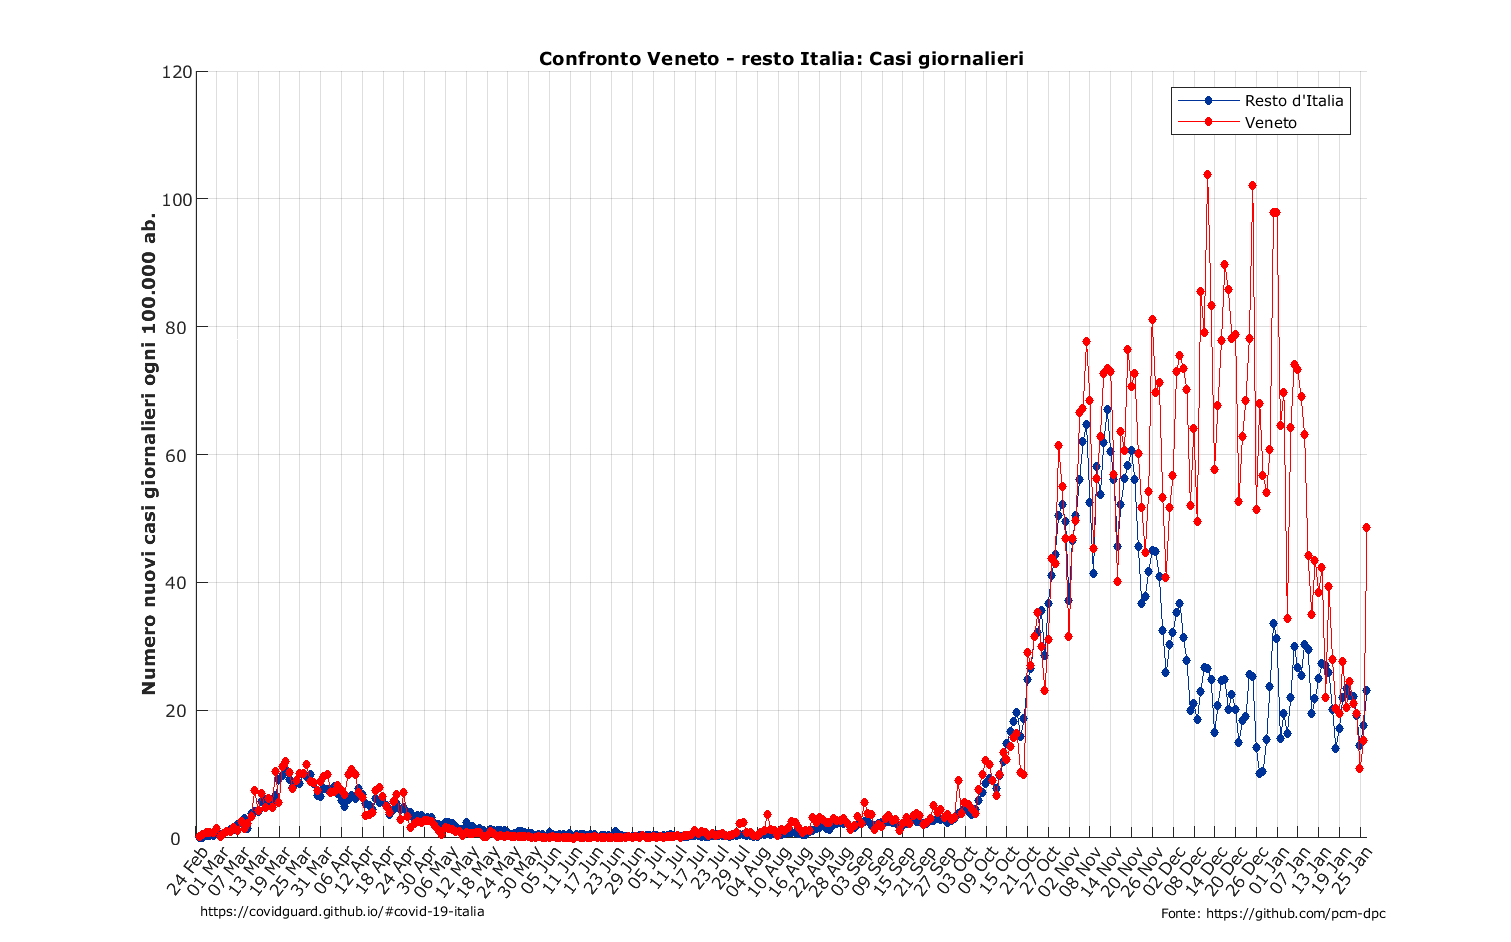 Confronto Veneto - resto Italia: Casi giornalieri
Resto d'Italia
Veneto
Numero nuovi casi giornalieri ogni 100.000 ab.
120
100
80
60
40
20
0
24 Feb
01 Mar
07 Mar
13 Mar
19 Mar
25 Mar
31 Mar
06 Apr
12 Apr
18 Apr
24 Apr
30 Apr
06 May
12 May
18 May
24 May
30 May
05 Jun
11 Jun
17 Jun
23 Jun
29 Jun
05 Jul
11 Jul
17 Jul
23 Jul
29 Jul
04 Aug
10 Aug
16 Aug
22 Aug
28 Aug
03 Sep
09 Sep
15 Sep
21 Sep
27 Sep
03 Oct
09 Oct
15 Oct
21 Oct
27 Oct
02 Nov
08 Nov
14 Nov
20 Nov
26 Nov
02 Dec
08 Dec
14 Dec
20 Dec
26 Dec
01 Jan
07 Jan
13 Jan
19 Jan
25 Jan
https://covidguard.github.io/#covid-19-italia
Fonte: https://github.com/pcm-dpc